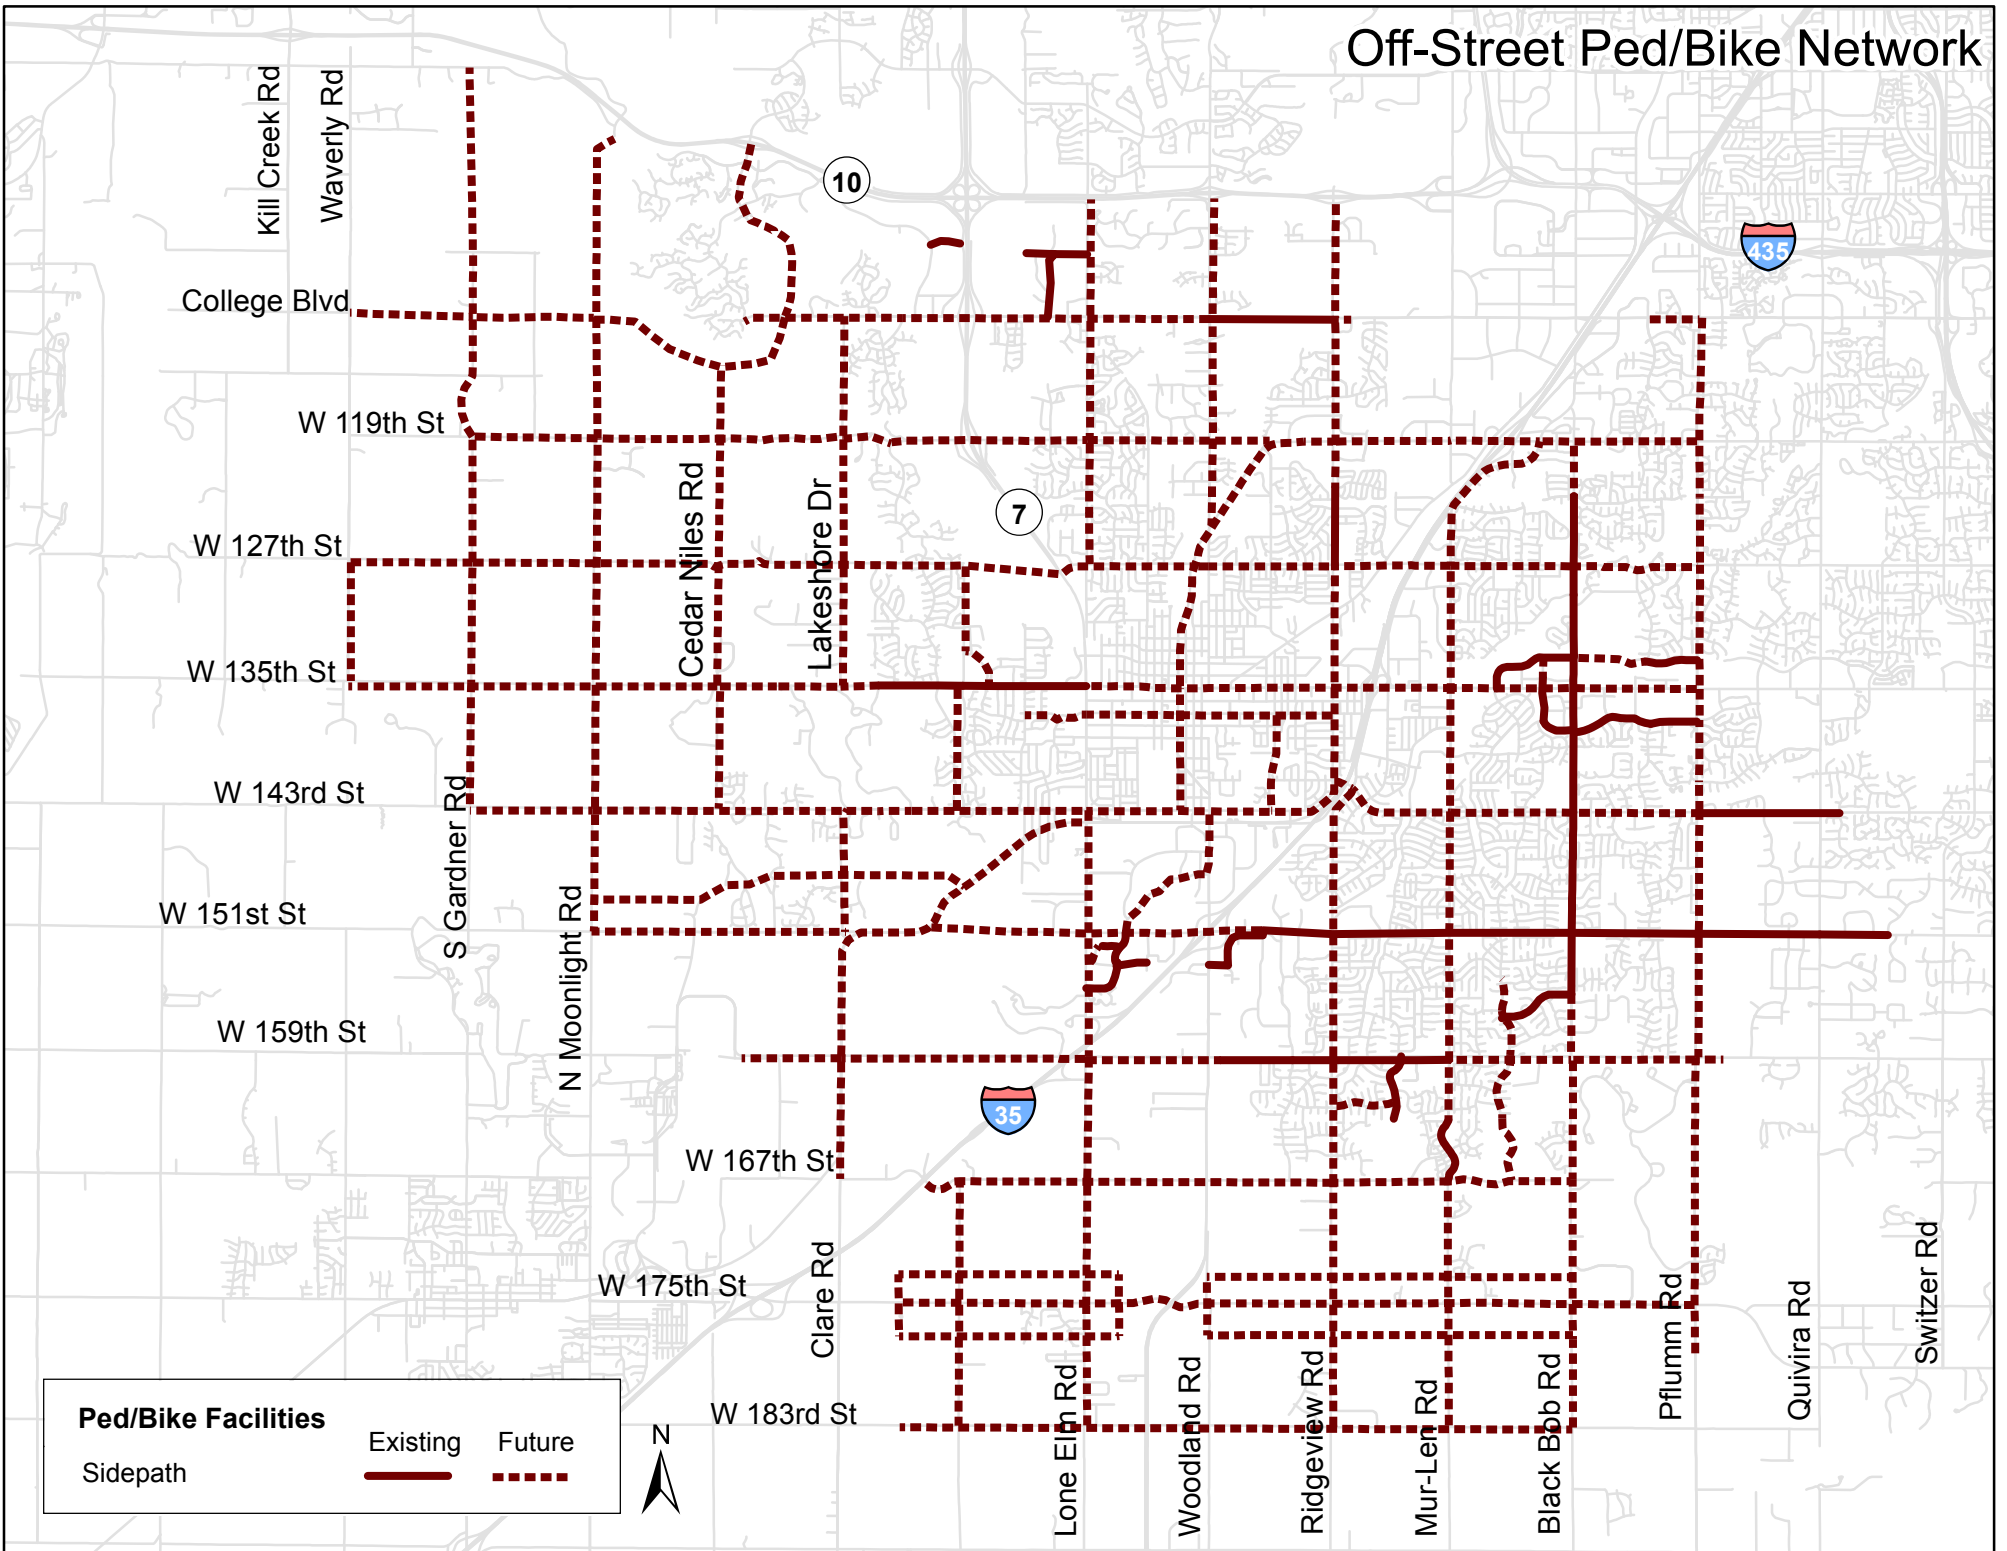 Off-Street Ped/Bike Network
Kill Creek Rd
Waverly Rd
10
435
College Blvd
W 119th St
Cedar Niles Rd
Lakeshore Dr
7
W 127th St
W 135th St
W 143rd St
S Gardner Rd
W 151st St
N Moonlight Rd
W 159th St
35
W 167th St
Clare Rd
W 175th St
Lone Elm Rd
Woodland Rd
Ridgeview Rd
Mur-Len Rd
Black Bob Rd
Pflumm Rd
Quivira Rd
Switzer Rd
W 183rd St
Ped/Bike Facilities
Existing Future
Sidepath
N